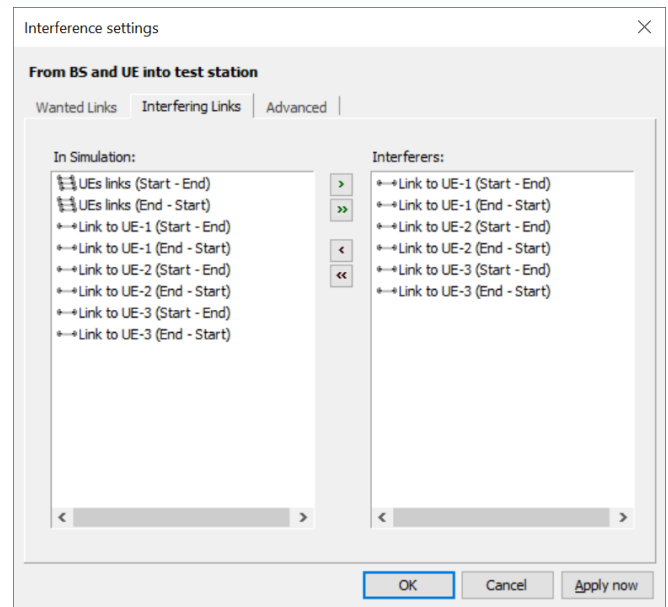 Interference settings
From BS and UE into test station
Wanted Links Interfering Links Advanced
In Simulation:
UEs links (Start - End)
UEs links (End - Start)
Link to UE-1 (Start - End)
Link to UE-1 (End - Start)
Link to UE-2 (Start - End)
Link to UE-2 (End - Start)
Link to UE-3 (Start - End)
Link to UE-3 (End - Start)
> 
>>
<
<<
Interferers:
Link to UE-1 (Start - End)
Link to UE-1 (End - Start)
Link to UE-2 (Start - End)
Link to UE-2 (End - Start)
Link to UE-3 (Start - End)
Link to UE-3 (End - Start)
OK Cancel Apply now